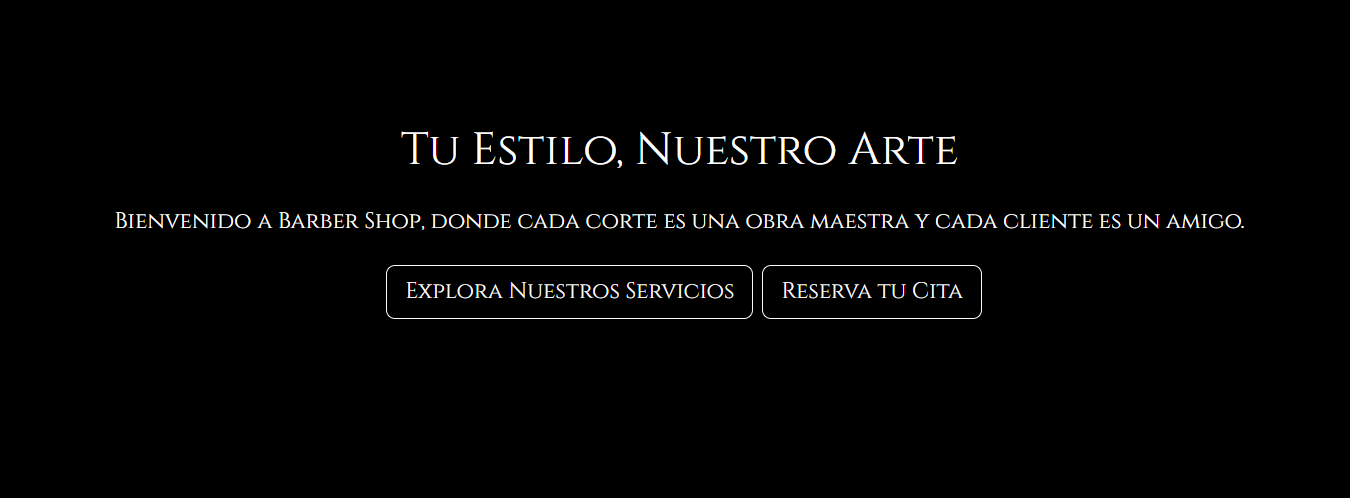 Tu Estilo, Nuestro Arte
Bienvenido a Barber Shop, donde cada corte es una obra maestra y cada cliente es un amigo.
Explora Nuestros Servicios
Reserva tu Cita